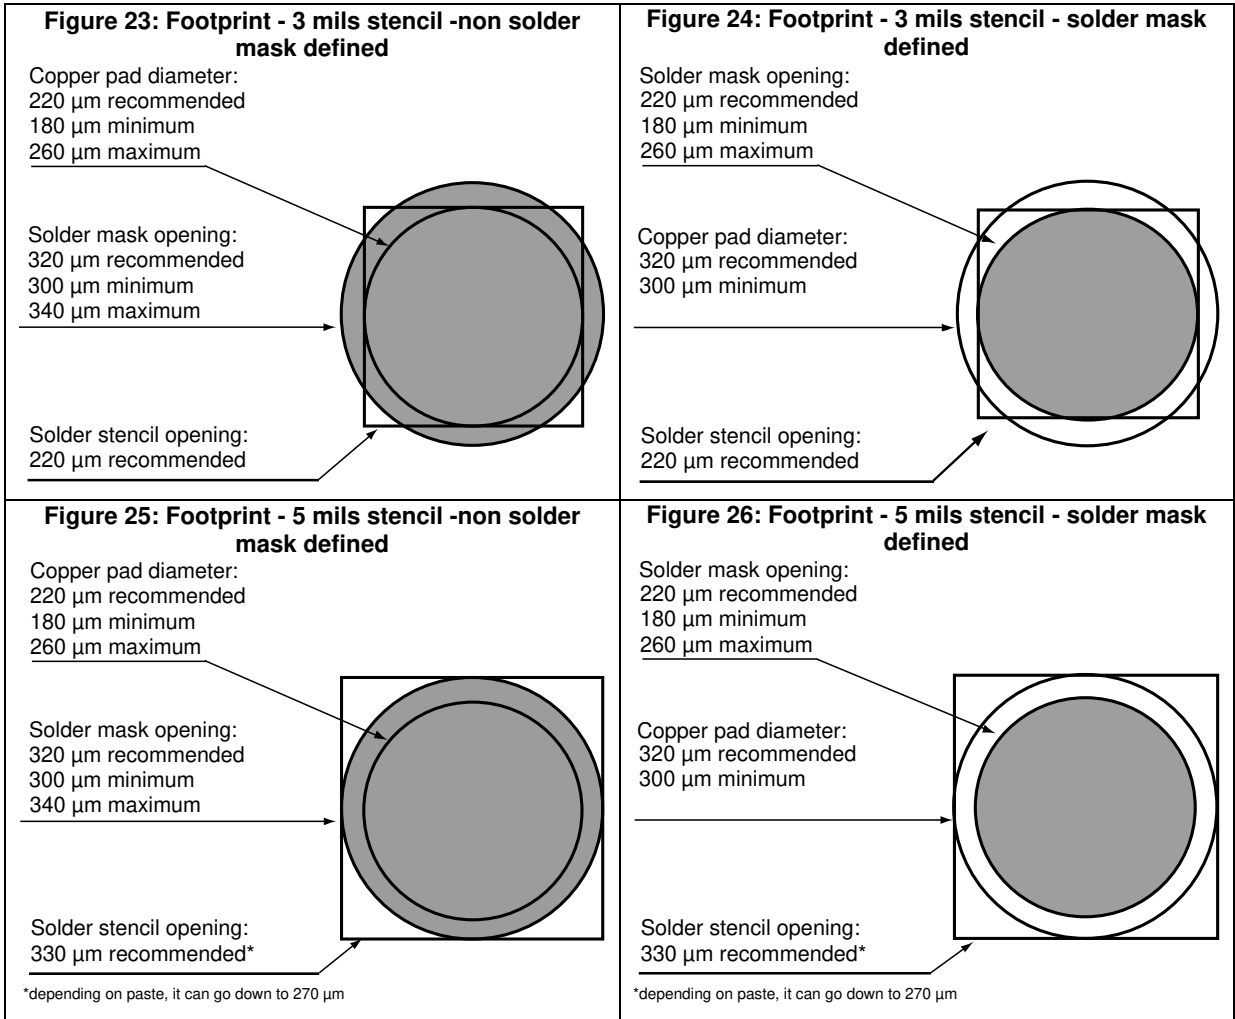 Figure 23: Footprint - 3 mils stencil -non solder
mask defined
Copper pad diameter:
220 µm recommended
180 µm minimum
260 µm maximum
Solder mask opening:
320 µm recommended
300 µm minimum
340 µm maximum
Solder stencil opening:
220 µm recommended
Figure 24: Footprint - 3 mils stencil - solder mask
defined
Solder mask opening:
220 µm recommended
180 µm minimum
260 µm maximum
Copper pad diameter:
320 µm recommended
300 µm minimum
Solder stencil opening:
220 µm recommended
Figure 25: Footprint - 5 mils stencil -non solder
mask defined
Copper pad diameter:
220 µm recommended
180 µm minimum
260 µm maximum
Solder mask opening:
320 µm recommended
300 µm minimum
340 µm maximum
Solder stencil opening:
330 µm recommended*
*depending on paste, it can go down to 270 µm
Figure 26: Footprint - 5 mils stencil - solder mask
defined
Solder mask opening:
220 µm recommended
180 µm minimum
260 µm maximum
Copper pad diameter:
320 µm recommended
300 µm minimum
Solder stencil opening:
330 µm recommended*
*depending on paste, it can go down to 270 µm